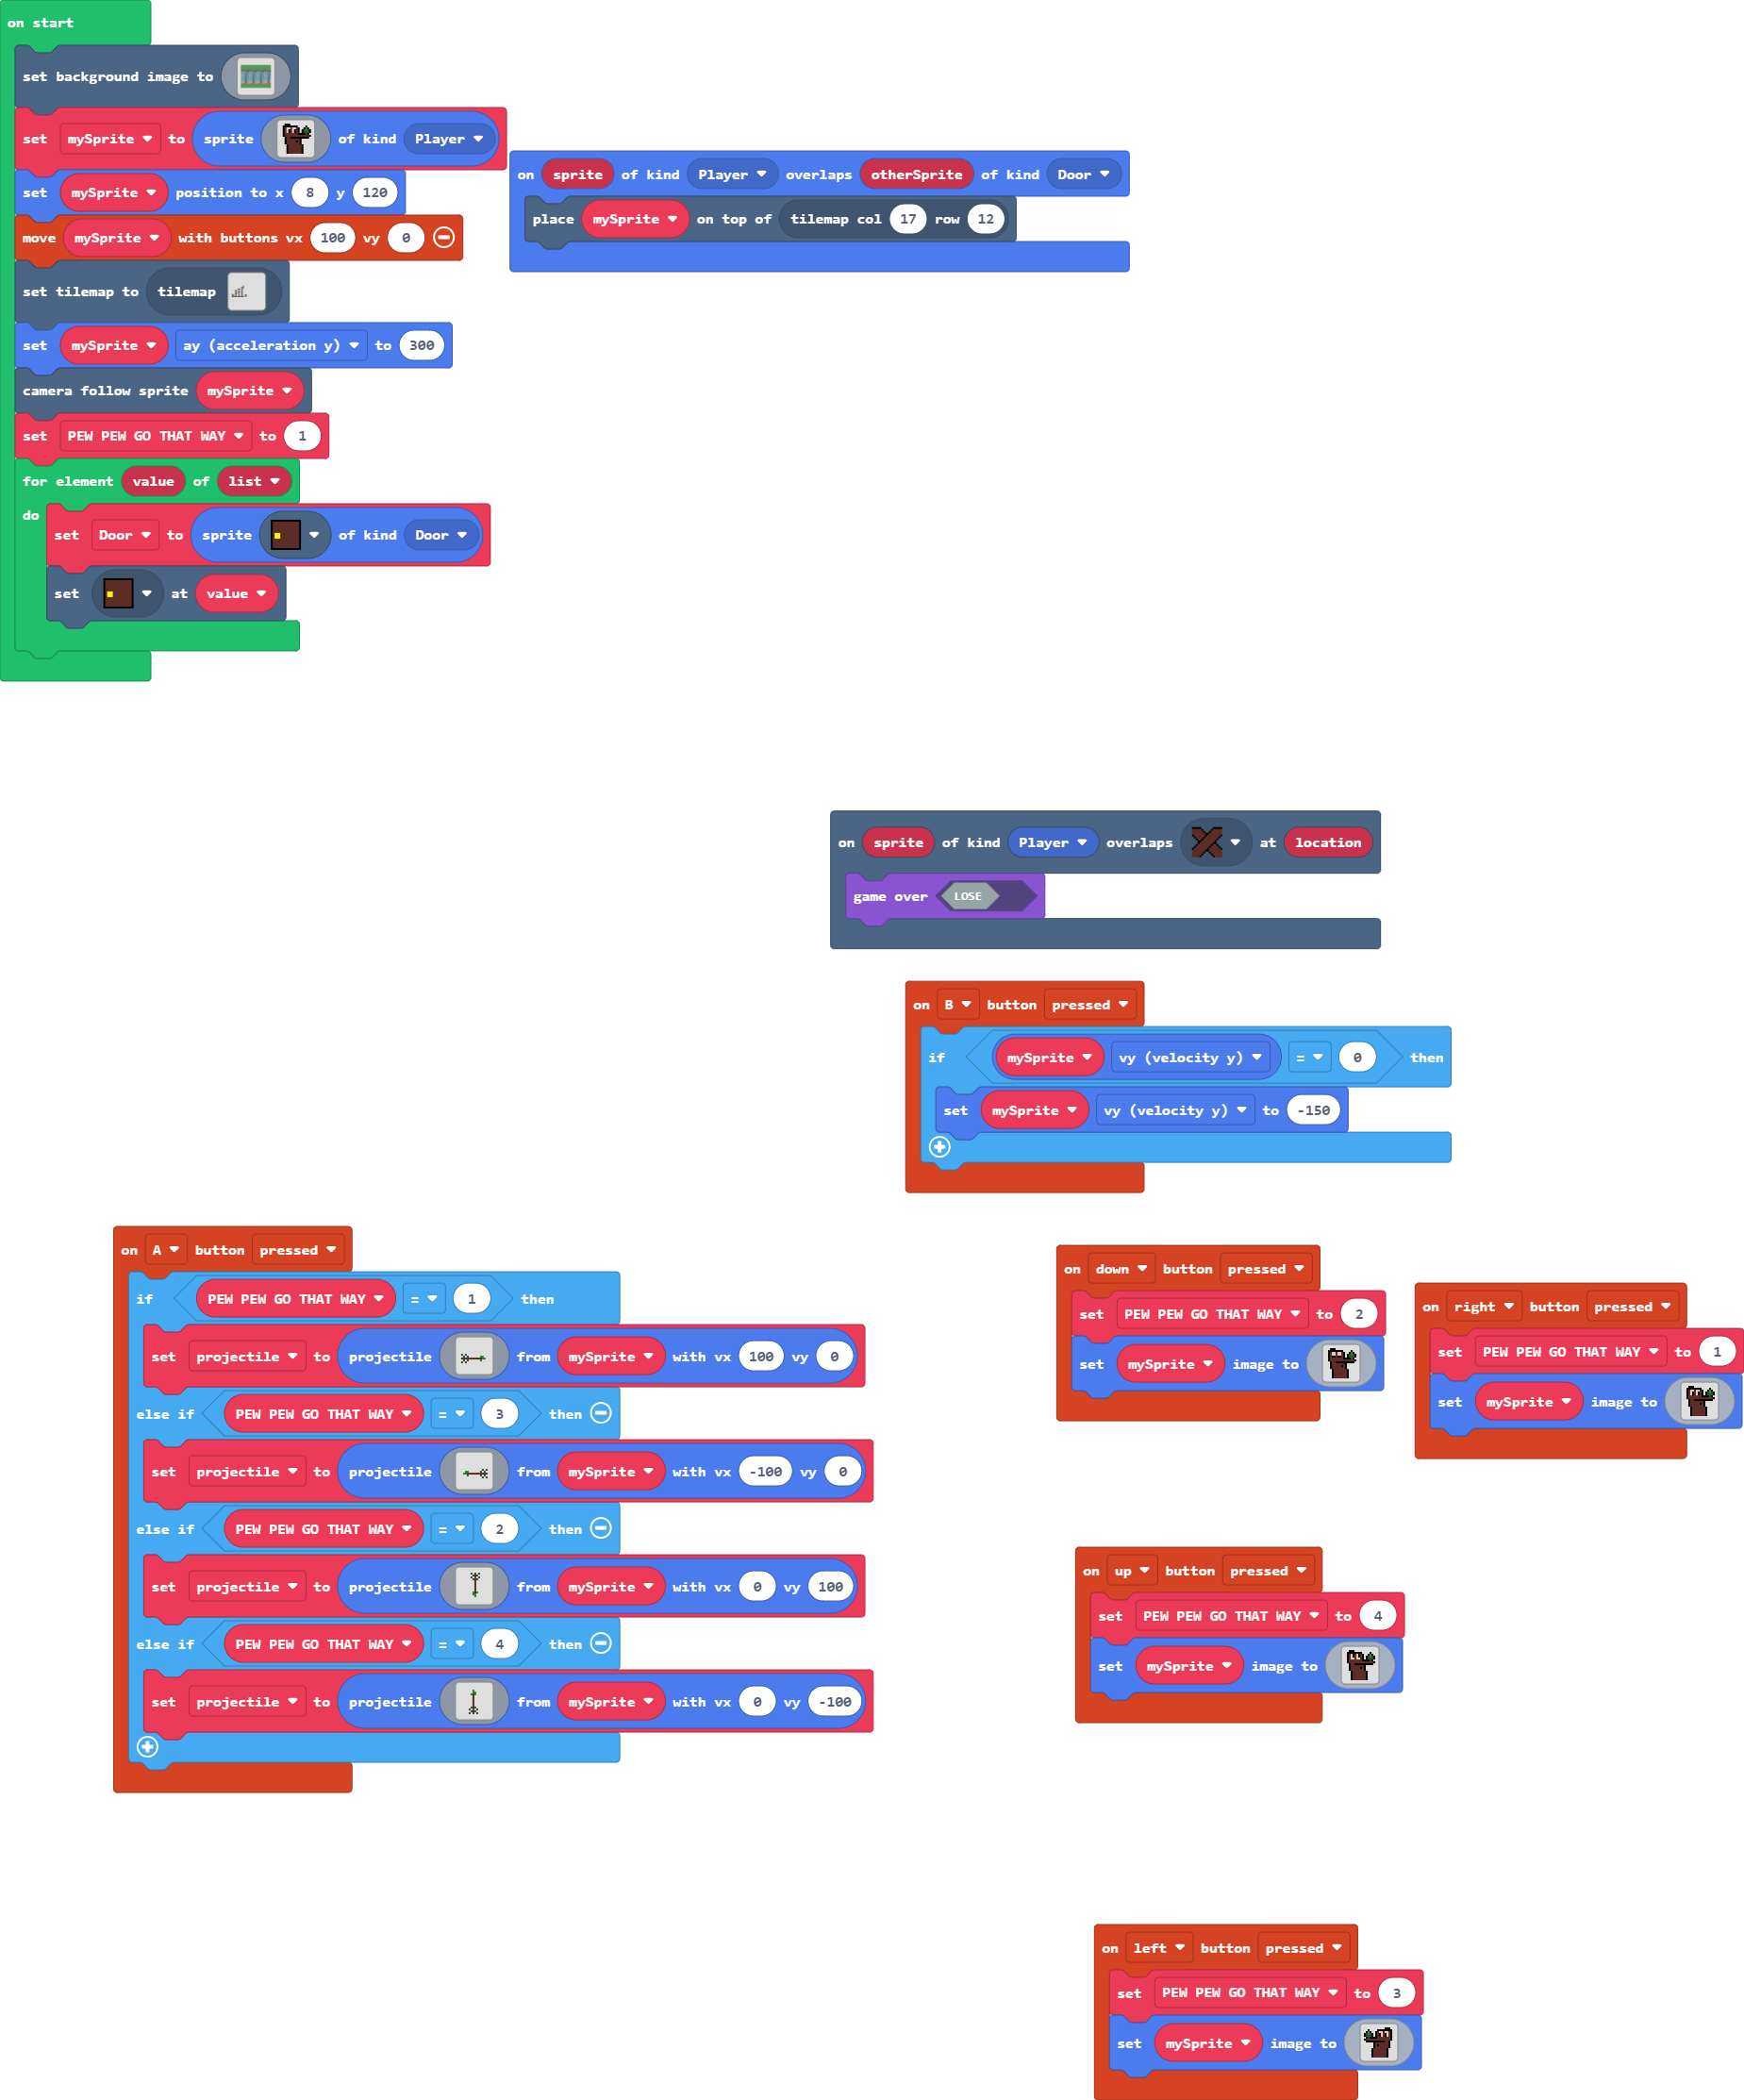 on start
set background image to
set mySprite to sprite of kind Player
set mySprite position to x 8 y 120
move mySprite with buttons vx 100 vy 0
set tilemap to tilemap
set mySprite ay (acceleration y) to 300
camera follow sprite mySprite
set PEW PEW GO THAT WAY to 1
for element value of list
do
set Door to sprite of kind Door
set at value
on sprite of kind Player overlaps otherSprite of kind Door
place mySprite on top of tilemap col 17 row 12
on sprite of kind Player overlaps at location
game over LOSE
on B button pressed
if mySprite vy (velocity y) = 0 then
set mySprite vy (velocity y) to -150
on A button pressed
if PEW PEW GO THAT WAY = 1 then
set projectile to projectile from mySprite with vx 100 vy 0
else if PEW PEW GO THAT WAY = 3 then
set projectile to projectile from mySprite with vx -100 vy 0
else if PEW PEW GO THAT WAY = 2 then
set projectile to projectile from mySprite with vx 0 vy 100
else if PEW PEW GO THAT WAY = 4 then
set projectile to projectile from mySprite with vx 0 vy -100
on down button pressed
set PEW PEW GO THAT WAY to 2
set mySprite image to
on right button pressed
set PEW PEW GO THAT WAY to 1
set mySprite image to
on up button pressed
set PEW PEW GO THAT WAY to 4
set mySprite image to
on left button pressed
set PEW PEW GO THAT WAY to 3
set mySprite image to